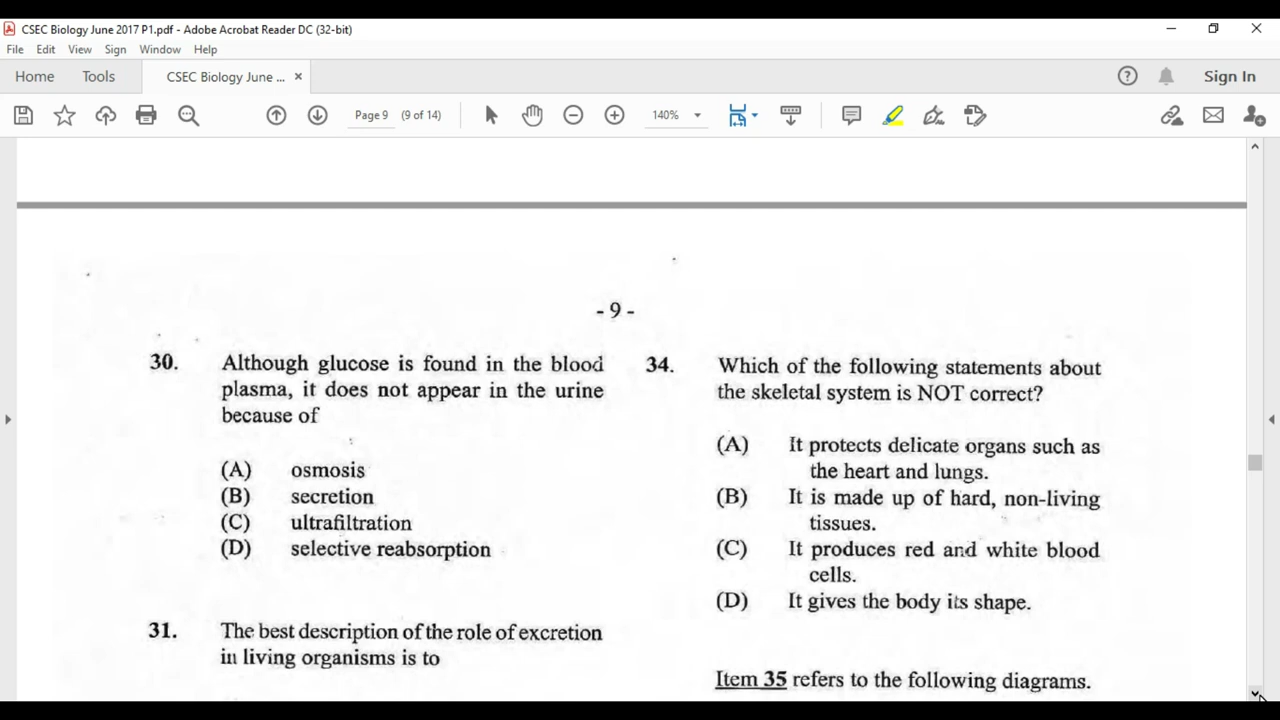 CSEC Biology June 2017 P1.pdf - Adobe Acrobat Reader DC (32-bit)
File Edit View Sign Window Help
Home Tools CSEC Biology June ... × Sign In
Page 9 (9 of 14) 140%
- 9 -
30. Although glucose is found in the blood
plasma, it does not appear in the urine
because of
(A) osmosis
(B) secretion
(C) ultrafiltration
(D) selective reabsorption
31. The best description of the role of excretion
in living organisms is to
34. Which of the following statements about
the skeletal system is NOT correct?
(A) It protects delicate organs such as
the heart and lungs.
(B) It is made up of hard, non-living
tissues.
(C) It produces red and white blood
cells.
(D) It gives the body its shape.
Item 35 refers to the following diagrams.